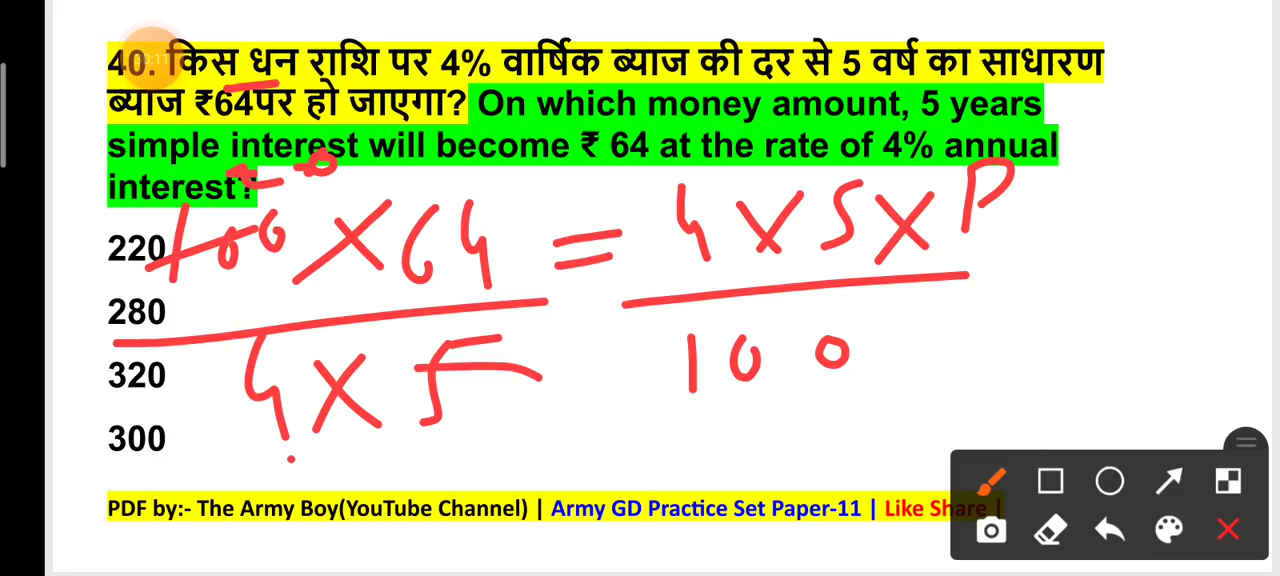 40. किस धन राशि पर 4% वार्षिक ब्याज की दर से 5 वर्ष का साधारण
ब्याज ₹64पर हो जाएगा? On which money amount, 5 years
simple interest will become ₹ 64 at the rate of 4% annual
interest?
20
220
100 × 64 = 4 × 5 × P
280
320
4 × 5
100
300
PDF by:- The Army Boy(YouTube Channel) | Army GD Practice Set Paper-11 | Like Share |